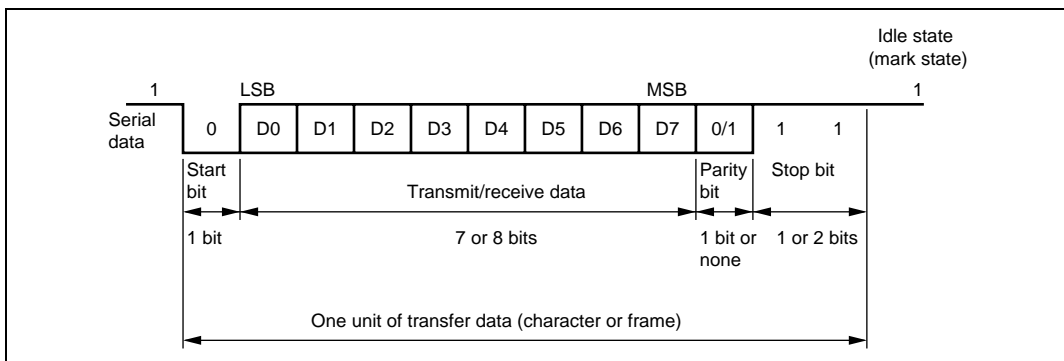 Idle state
(mark state)
1 LSB MSB 1
Serial
data
0 D0 D1 D2 D3 D4 D5 D6 D7 0/1 1 1
Start
bit
Transmit/receive data
Parity
bit
Stop bit
1 bit
7 or 8 bits
1 bit or
none
1 or 2 bits
One unit of transfer data (character or frame)